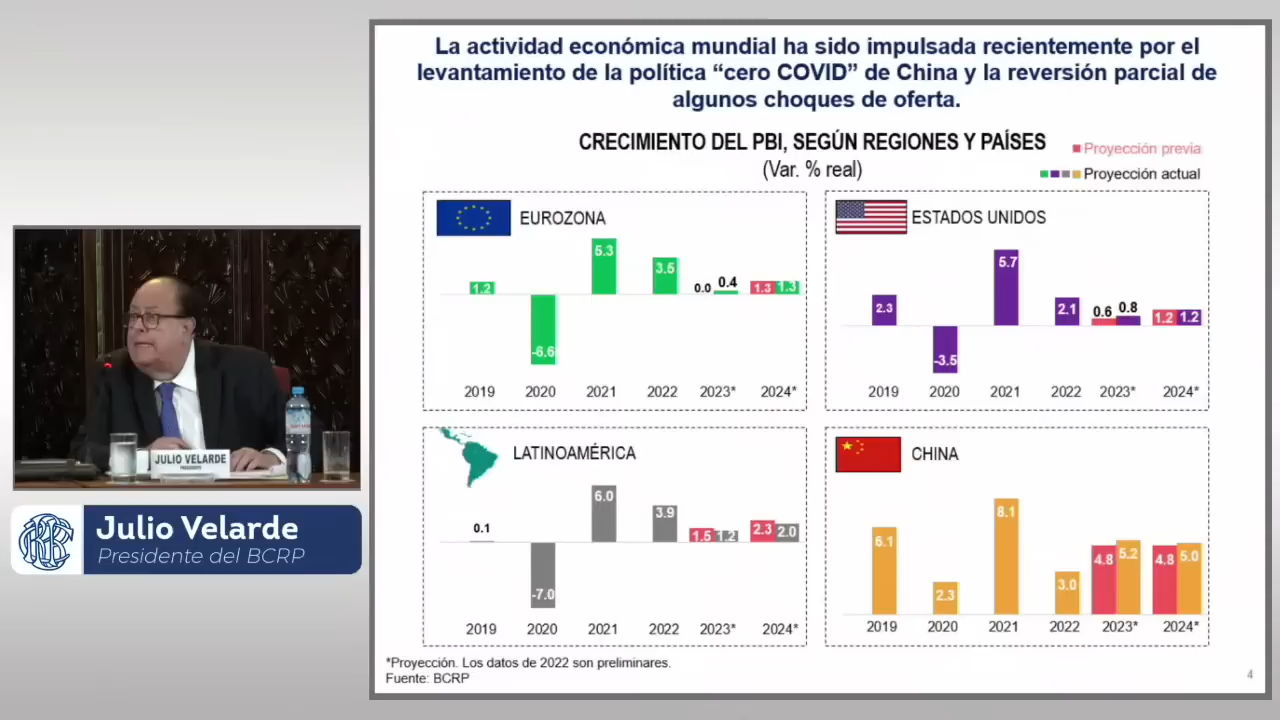 La actividad económica mundial ha sido impulsada recientemente por el
levantamiento de la política “cero COVID” de China y la reversión parcial de
algunos choques de oferta.
CRECIMIENTO DEL PBI, SEGÚN REGIONES Y PAÍSES
(Var. % real)
Proyección previa
Proyección actual
EUROZONA
1.2
-6.6
5.3
3.5
0.0 0.4
1.3 1.3
2019 2020 2021 2022 2023* 2024*
ESTADOS UNIDOS
2.3
-3.5
5.7
2.1
0.6 0.8
1.2 1.2
2019 2020 2021 2022 2023* 2024*
LATINOAMÉRICA
0.1
-7.0
6.0
3.9
1.5 1.2
2.3 2.0
2019 2020 2021 2022 2023* 2024*
CHINA
6.1
2.3
8.1
3.0
4.8 5.2
4.8 5.0
2019 2020 2021 2022 2023* 2024*
*Proyección. Los datos de 2022 son preliminares.
Fuente: BCRP
4
JULIO VELARDE
PRESIDENTE
Julio Velarde
Presidente del BCRP